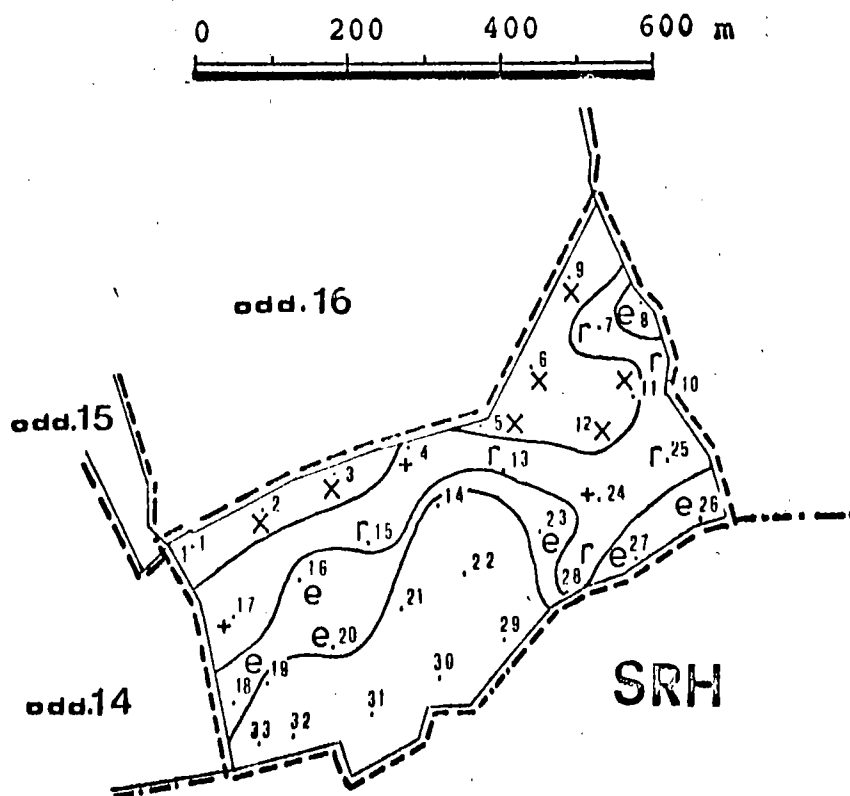 0 200 400 600 m
9
x
odd.16
e 8
r .7
r
.6
x
x
11 10
odd.15
.5 x
12 x
+ 4
r .13
r .25
x 3
x 2
14
+ .24
e 26
r .15
23
e
e 27
r
1 .1
16
e
.22
28
+ 17
21
29
e .20
e 19
30
SRH
18
odd.14
31
33 32